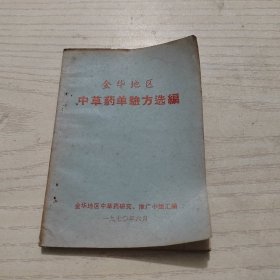 金华地区
中草药单验方选编
金华地区中草药研究、推广小组汇编
一九七〇年六月